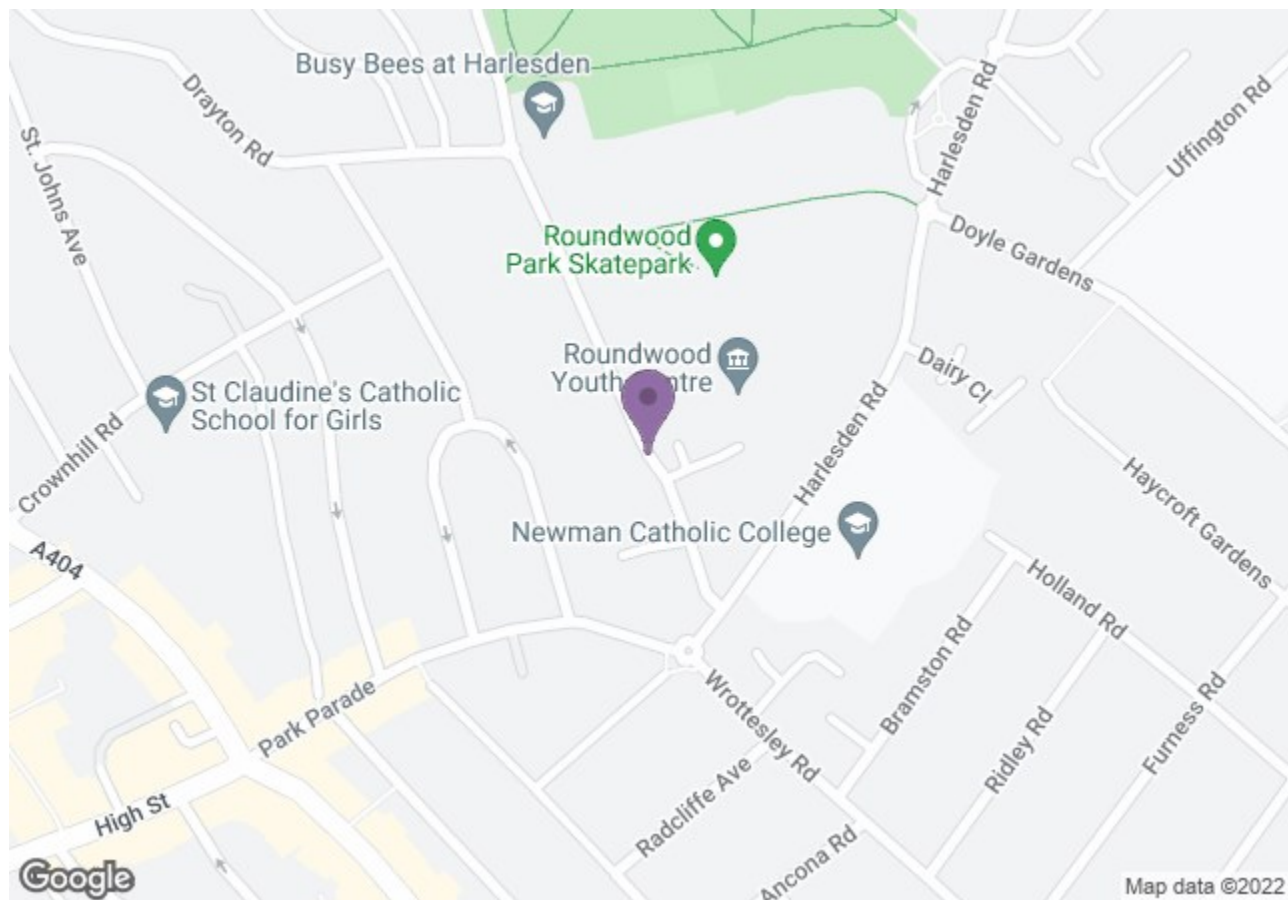 Busy Bees at Harlesden
Drayton Rd
St. Johns Ave
Harlesden Rd
Uffington Rd
Roundwood
Park Skatepark
Doyle Gardens
Roundwood
Youth Centre
Dairy Cl
St Claudine's Catholic
School for Girls
Crownhill Rd
Harlesden Rd
Haycroft Gardens
Newman Catholic College
A404
Holland Rd
Bramston Rd
Park Parade
Wrottesley Rd
Ridley Rd
Furness Rd
High St
Radcliffe Ave
Ancona Rd
Google
Map data ©2022